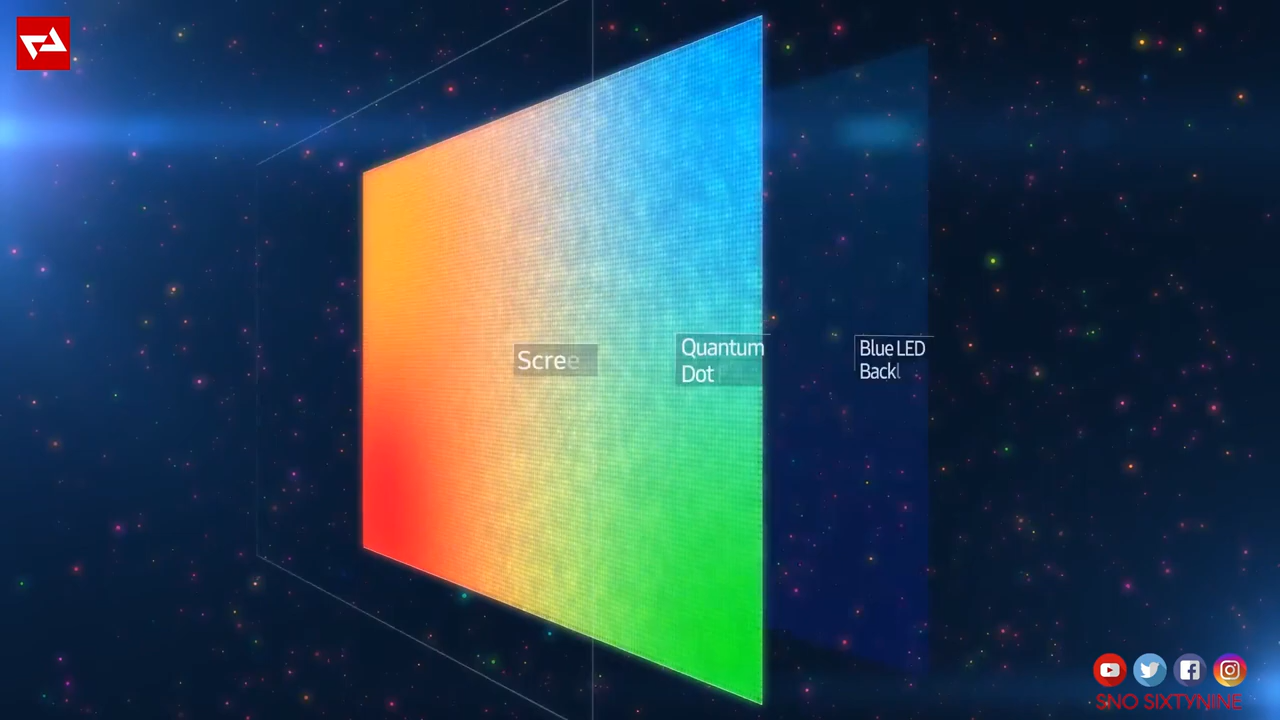 Scree
Quantum
Dot
Blue LED
Backl
SNO SIXTYNINE